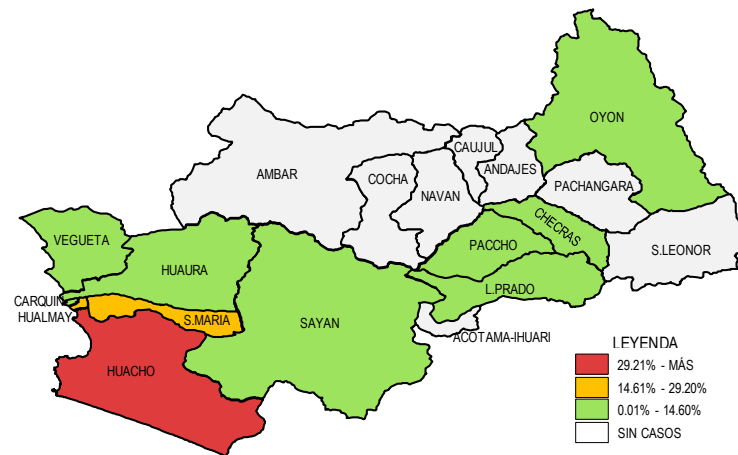 OYON
CAUJUL
ANDAJES
AMBAR
COCHA
NAVAN
PACHANGARA
CHECRAS
VEGUETA
PACCHO
S.LEONOR
HUAURA
L.PRADO
CARQUIN
HUALMAY
S.MARIA
SAYAN
ACOTAMA-IHUARI
HUACHO
LEYENDA
29.21% - MÁS
14.61% - 29.20%
0.01% - 14.60%
SIN CASOS